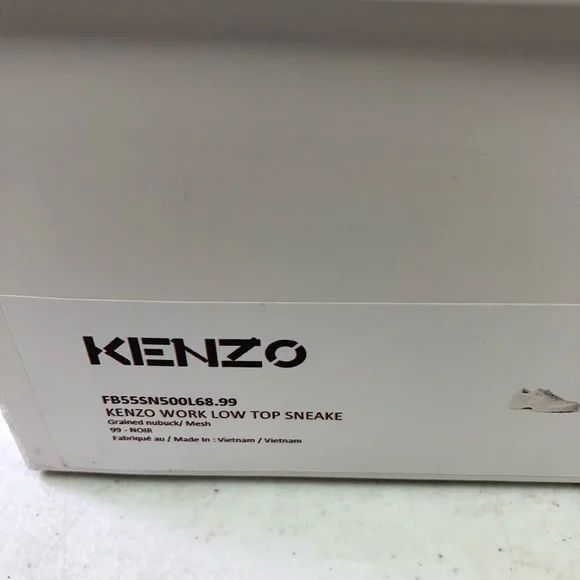 KENZO
FB55SN500L68.99
KENZO WORK LOW TOP SNEAKE
Grained nubuck/ Mesh
99 - NOIR
Fabriqué au / Made In : Vietnam / Vietnam